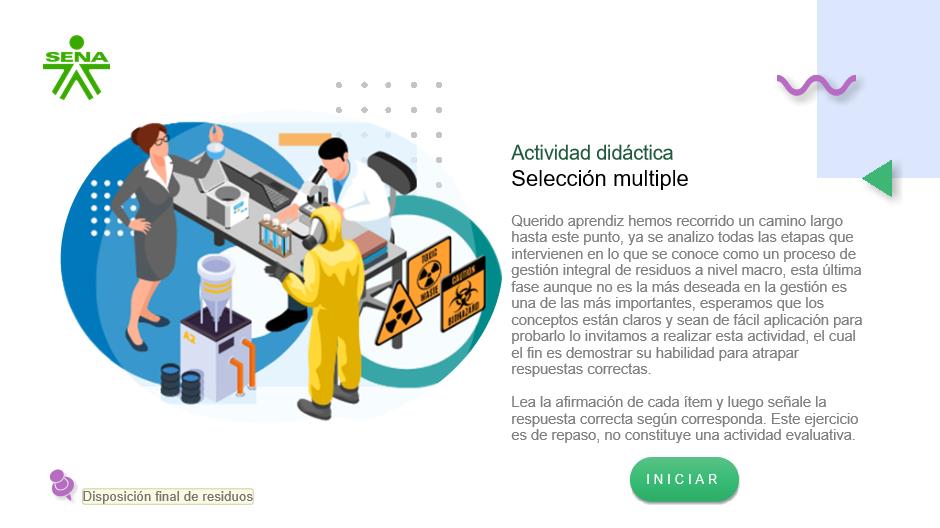 SENA
Actividad didáctica
Selección multiple
Querido aprendiz hemos recorrido un camino largo
hasta este punto, ya se analizo todas las etapas que
intervienen en lo que se conoce como un proceso de
gestión integral de residuos a nivel macro, esta última
fase aunque no es la más deseada en la gestión es
una de las más importantes, esperamos que los
conceptos están claros y sean de fácil aplicación para
probarlo lo invitamos a realizar esta actividad, el cual
el fin es demostrar su habilidad para atrapar
respuestas correctas.
Lea la afirmación de cada ítem y luego señale la
respuesta correcta según corresponda. Este ejercicio
es de repaso, no constituye una actividad evaluativa.
INICIAR
TOXIC
WASTE
CAUTION
BIOHAZARD
A2
Disposición final de residuos